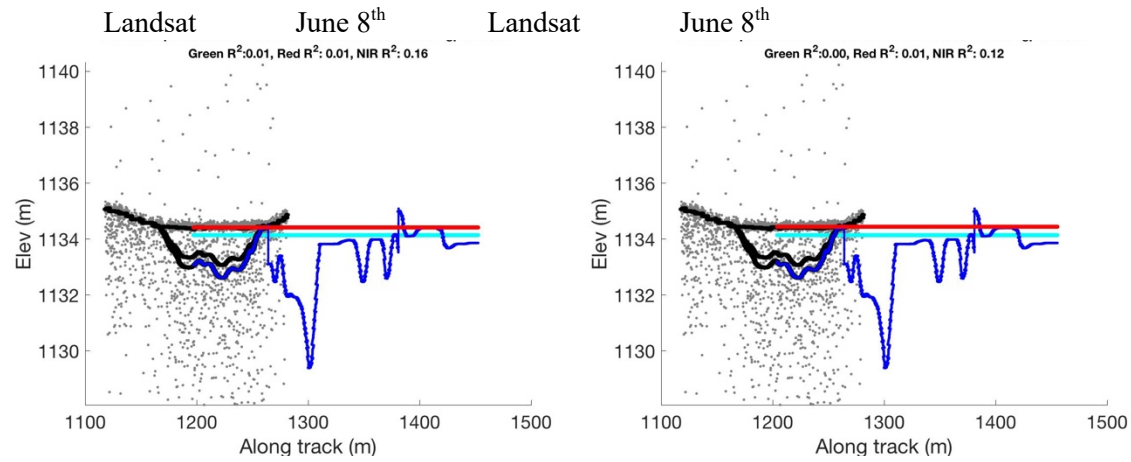 Landsat June 8th Landsat June 8th
Green R²:0.01, Red R²: 0.01, NIR R²: 0.16
1140
1138
1136
1134
1132
1130
Elev (m)
1100 1200 1300 1400 1500
Along track (m)
Green R²:0.00, Red R²: 0.01, NIR R²: 0.12
1140
1138
1136
1134
1132
1130
Elev (m)
1100 1200 1300 1400 1500
Along track (m)